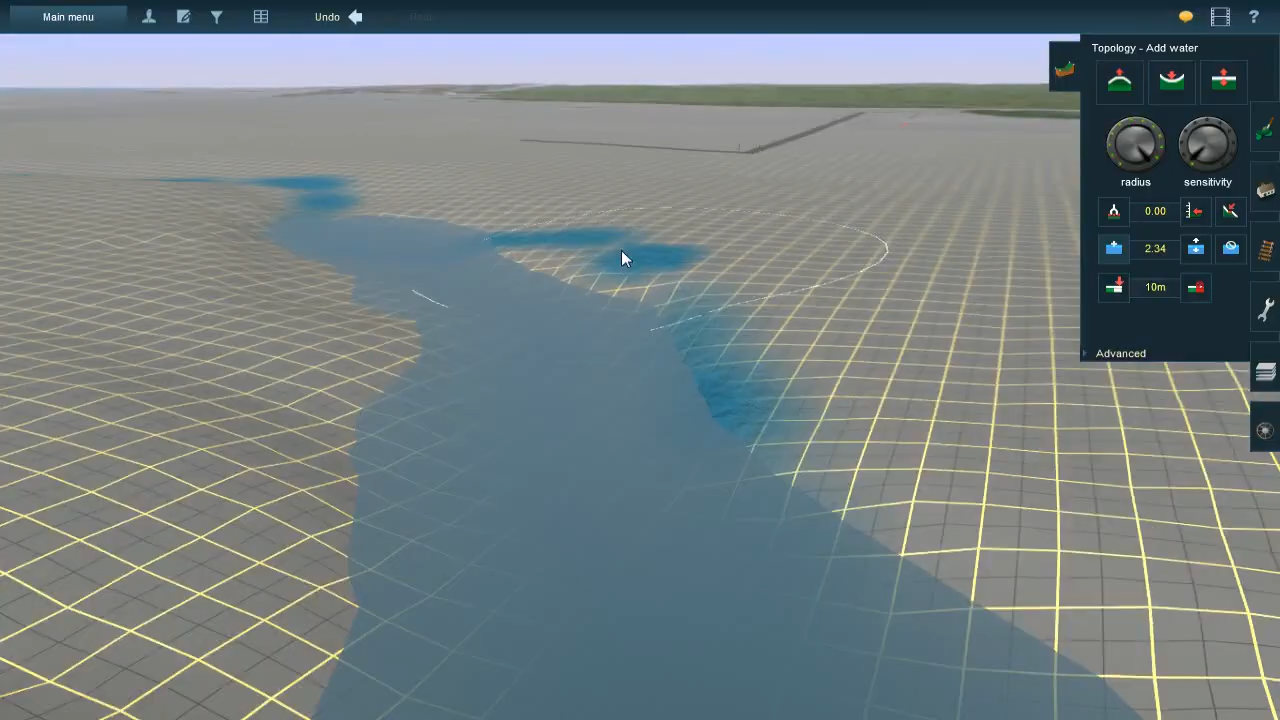 Main menu
Undo
?
Topology - Add water
radius
sensitivity
0.00
2.34
10m
Advanced